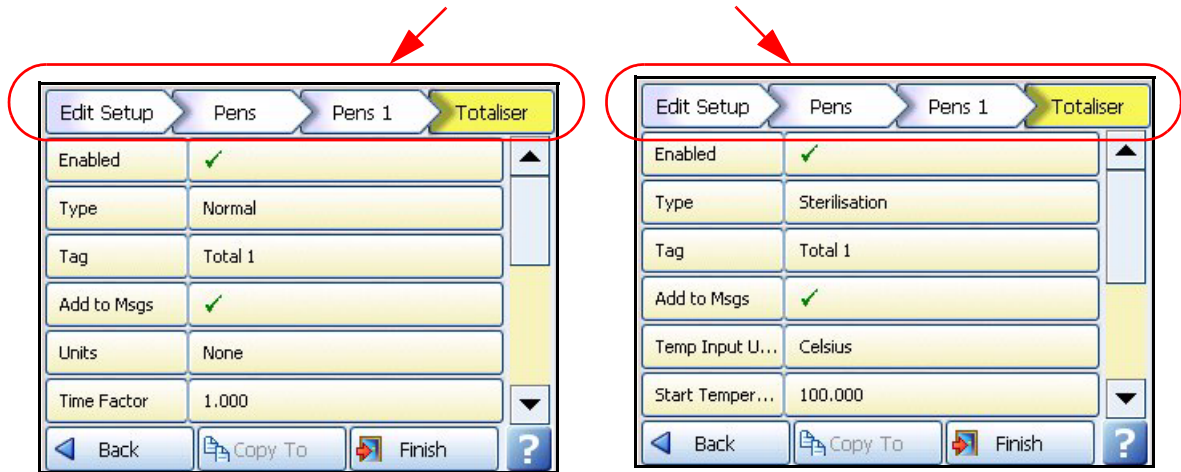 Edit Setup Pens Pens 1 Totaliser
Enabled
Type Normal
Tag Total 1
Add to Msgs
Units None
Time Factor 1.000
Back Copy To Finish ?
Edit Setup Pens Pens 1 Totaliser
Enabled
Type Sterilisation
Tag Total 1
Add to Msgs
Temp Input U... Celsius
Start Temper... 100.000
Back Copy To Finish ?